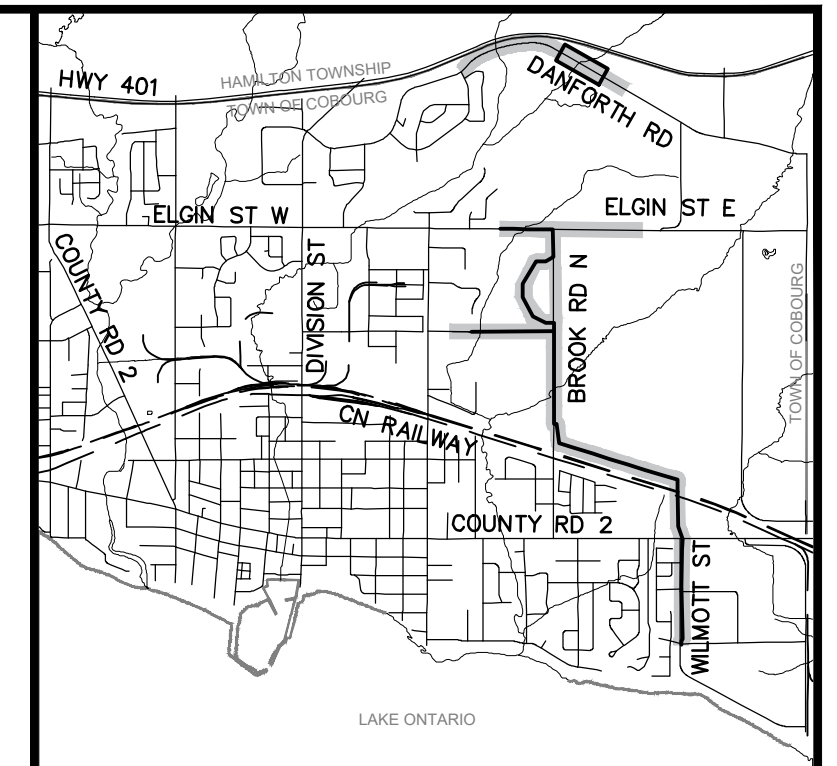 HWY 401
HAMILTON TOWNSHIP
TOWN OF COBOURG
DANFORTH RD
ELGIN ST W
ELGIN ST E
COUNTY RD 2
DIVISION ST
BROOK RD N
TOWN OF COBOURG
CN RAILWAY
COUNTY RD 2
WILMOTT ST
LAKE ONTARIO